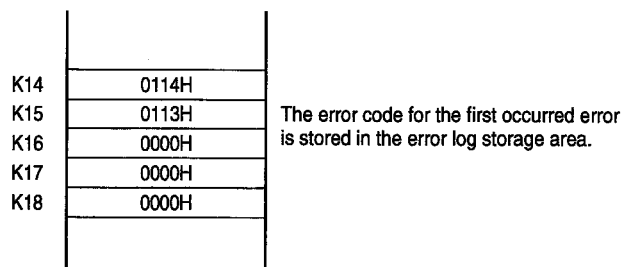 K14 0114H
K15 0113H
K16 0000H
K17 0000H
K18 0000H
The error code for the first occurred error
is stored in the error log storage area.